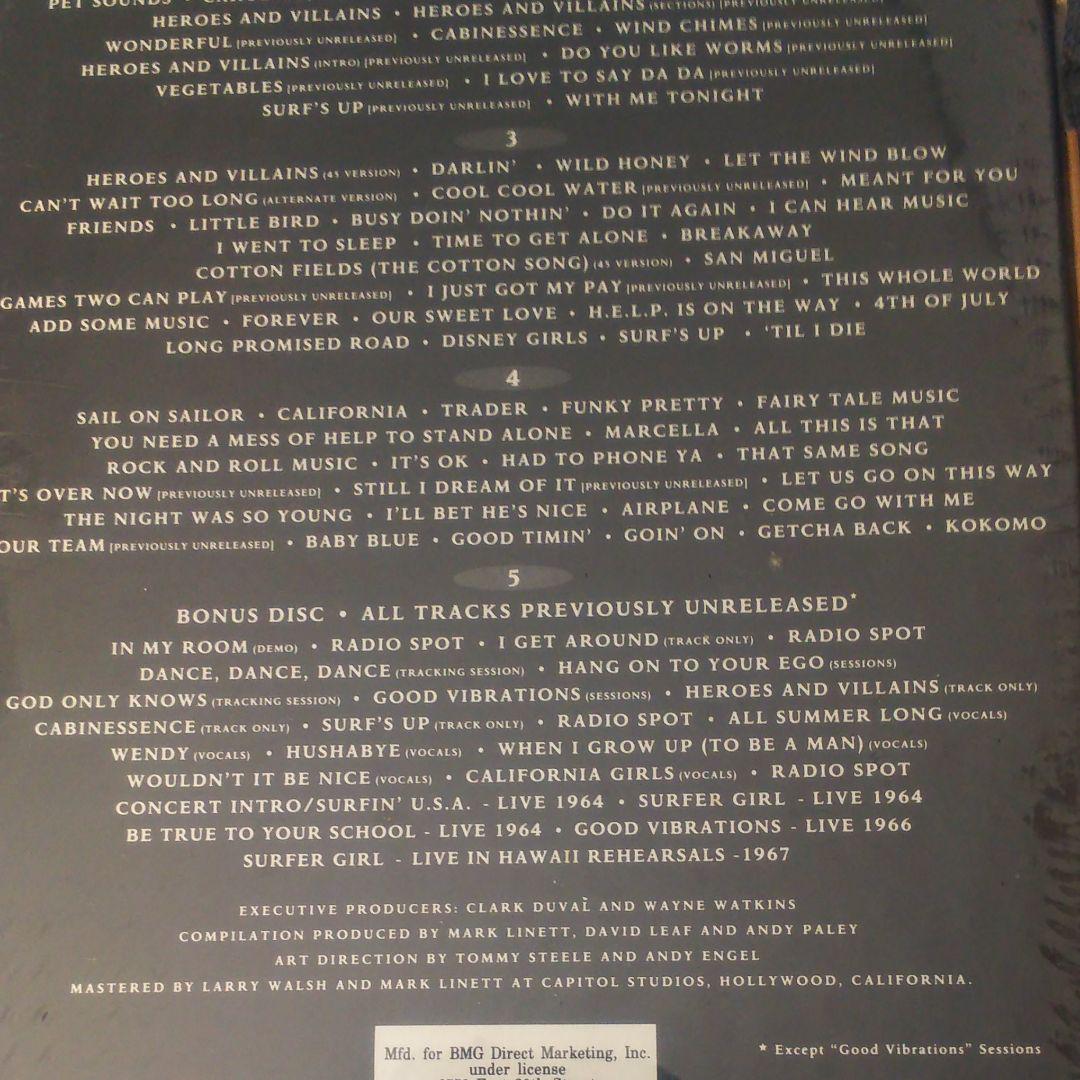 PET SOUNDS •
HEROES AND VILLAINS • HEROES AND VILLAINS (SECTIONS) [PREVIOUSLY UNRELEASED]
WONDERFUL [PREVIOUSLY UNRELEASED] • CABINESSENCE • WIND CHIMES [PREVIOUSLY UNRELEASED]
HEROES AND VILLAINS (INTRO) [PREVIOUSLY UNRELEASED] • DO YOU LIKE WORMS [PREVIOUSLY UNRELEASED]
VEGETABLES [PREVIOUSLY UNRELEASED] • I LOVE TO SAY DA DA [PREVIOUSLY UNRELEASED]
SURF'S UP [PREVIOUSLY UNRELEASED] • WITH ME TONIGHT
3
HEROES AND VILLAINS (45 VERSION) • DARLIN' • WILD HONEY • LET THE WIND BLOW
CAN'T WAIT TOO LONG (ALTERNATE VERSION) • COOL COOL WATER [PREVIOUSLY UNRELEASED] • MEANT FOR YOU
FRIENDS • LITTLE BIRD • BUSY DOIN' NOTHIN' • DO IT AGAIN • I CAN HEAR MUSIC
I WENT TO SLEEP • TIME TO GET ALONE • BREAKAWAY
COTTON FIELDS (THE COTTON SONG) (45 VERSION) • SAN MIGUEL
GAMES TWO CAN PLAY [PREVIOUSLY UNRELEASED] • I JUST GOT MY PAY [PREVIOUSLY UNRELEASED] • THIS WHOLE WORLD
ADD SOME MUSIC • FOREVER • OUR SWEET LOVE • H.E.L.P. IS ON THE WAY • 4TH OF JULY
LONG PROMISED ROAD • DISNEY GIRLS • SURF'S UP • 'TIL I DIE
4
SAIL ON SAILOR • CALIFORNIA • TRADER • FUNKY PRETTY • FAIRY TALE MUSIC
YOU NEED A MESS OF HELP TO STAND ALONE • MARCELLA • ALL THIS IS THAT
ROCK AND ROLL MUSIC • IT'S OK • HAD TO PHONE YA • THAT SAME SONG
T'S OVER NOW [PREVIOUSLY UNRELEASED] • STILL I DREAM OF IT [PREVIOUSLY UNRELEASED] • LET US GO ON THIS WAY
THE NIGHT WAS SO YOUNG • I'LL BET HE'S NICE • AIRPLANE • COME GO WITH ME
OUR TEAM [PREVIOUSLY UNRELEASED] • BABY BLUE • GOOD TIMIN' • GOIN' ON • GETCHA BACK • KOKOMO
5
BONUS DISC • ALL TRACKS PREVIOUSLY UNRELEASED*
IN MY ROOM (DEMO) • RADIO SPOT • I GET AROUND (TRACK ONLY) • RADIO SPOT
DANCE, DANCE, DANCE (TRACKING SESSION) • HANG ON TO YOUR EGO (SESSIONS)
GOD ONLY KNOWS (TRACKING SESSION) • GOOD VIBRATIONS (SESSIONS) • HEROES AND VILLAINS (TRACK ONLY)
CABINESSENCE (TRACK ONLY) • SURF'S UP (TRACK ONLY) • RADIO SPOT • ALL SUMMER LONG (VOCALS)
WENDY (VOCALS) • HUSHABYE (VOCALS) • WHEN I GROW UP (TO BE A MAN) (VOCALS)
WOULDN'T IT BE NICE (VOCALS) • CALIFORNIA GIRLS (VOCALS) • RADIO SPOT
CONCERT INTRO/SURFIN' U.S.A. - LIVE 1964 • SURFER GIRL - LIVE 1964
BE TRUE TO YOUR SCHOOL - LIVE 1964 • GOOD VIBRATIONS - LIVE 1966
SURFER GIRL - LIVE IN HAWAII REHEARSALS -1967
EXECUTIVE PRODUCERS: CLARK DUVAL AND WAYNE WATKINS
COMPILATION PRODUCED BY MARK LINETT, DAVID LEAF AND ANDY PALEY
ART DIRECTION BY TOMMY STEELE AND ANDY ENGEL
MASTERED BY LARRY WALSH AND MARK LINETT AT CAPITOL STUDIOS, HOLLYWOOD, CALIFORNIA.
Mfd. for BMG Direct Marketing, Inc.
under license
* Except "Good Vibrations" Sessions